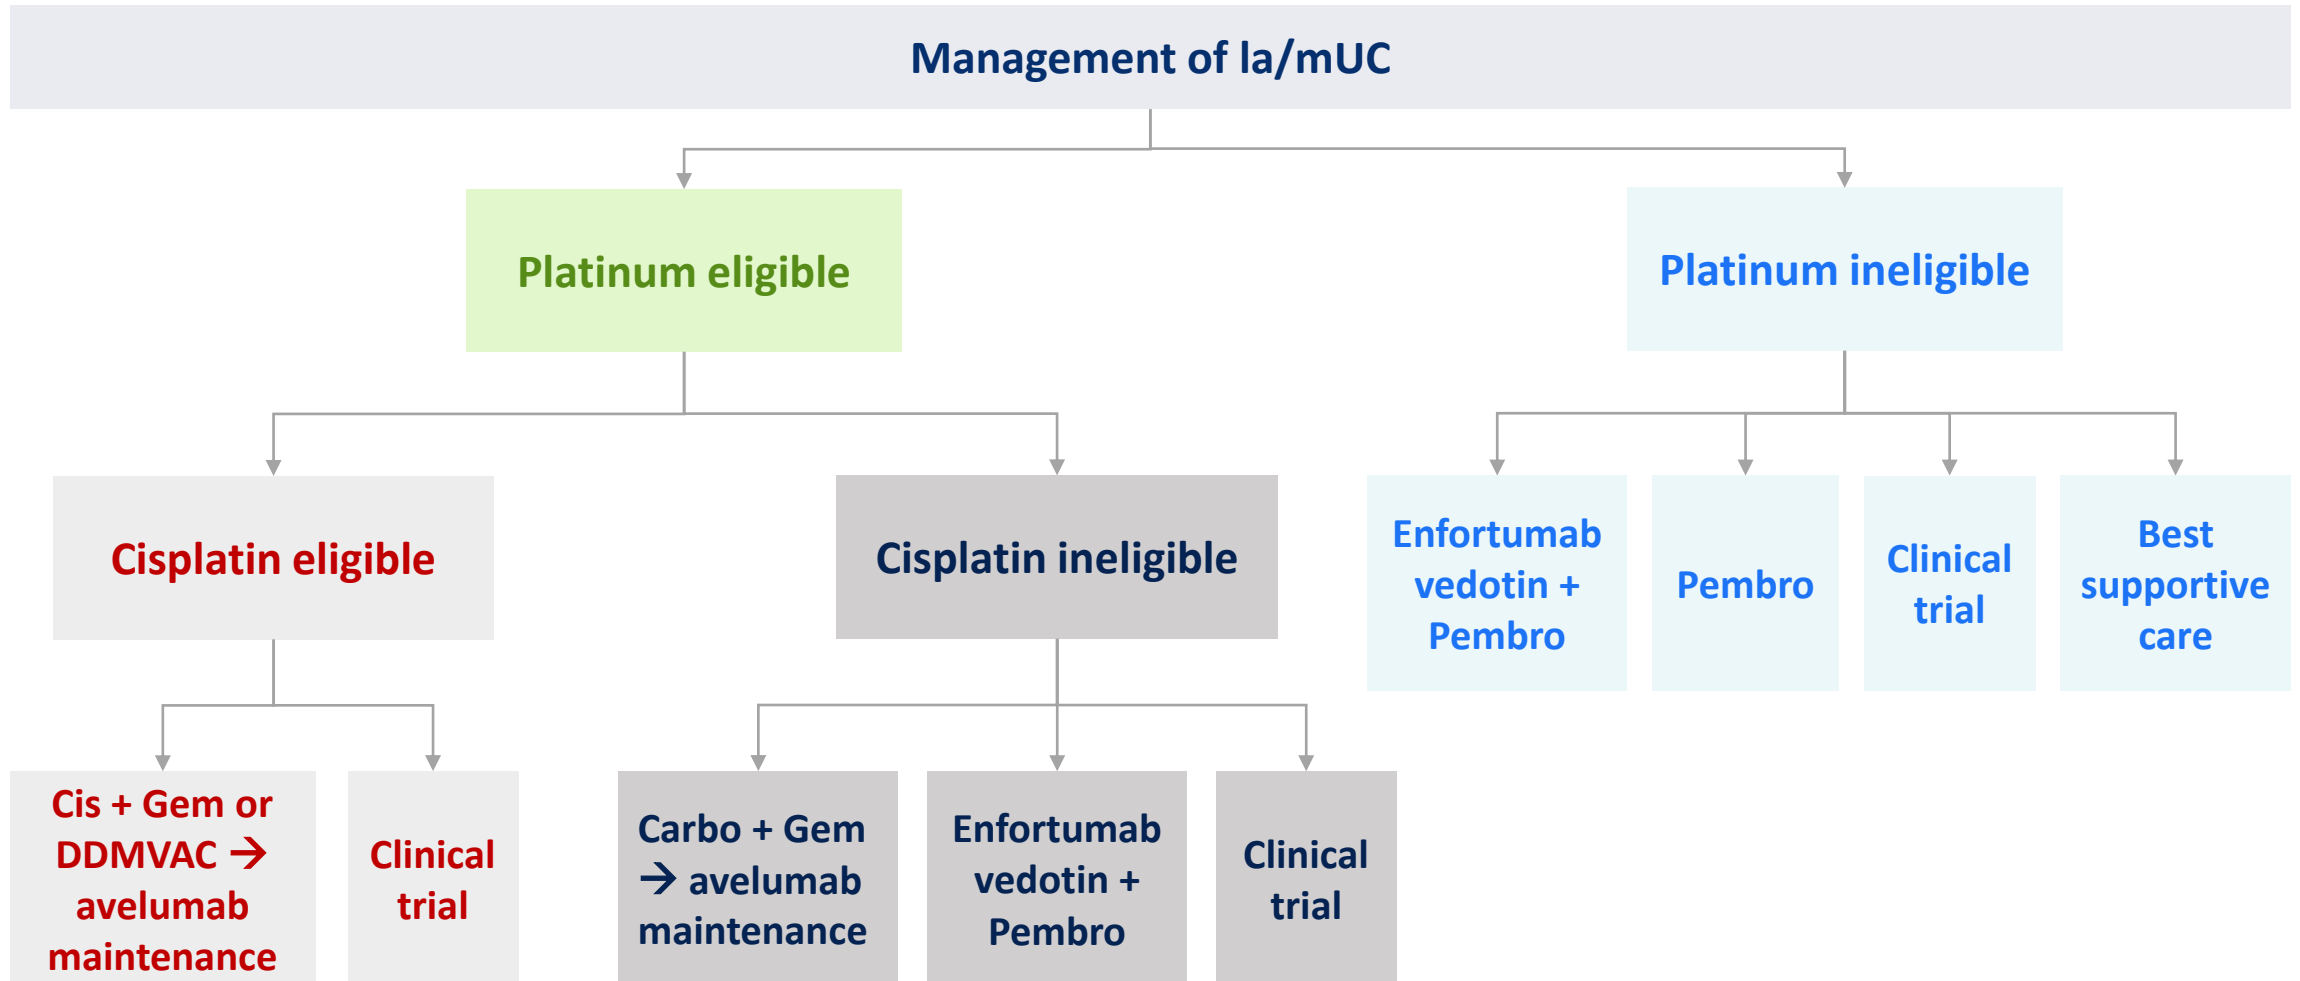 Management of la/mUC
Platinum eligible
Platinum ineligible
Cisplatin eligible
Cisplatin ineligible
Enfortumab
vedotin +
Pembro
Pembro
Clinical
trial
Best
supportive
care
Cis + Gem or
DDMVAC →
avelumab
maintenance
Clinical
trial
Carbo + Gem
→ avelumab
maintenance
Enfortumab
vedotin +
Pembro
Clinical
trial